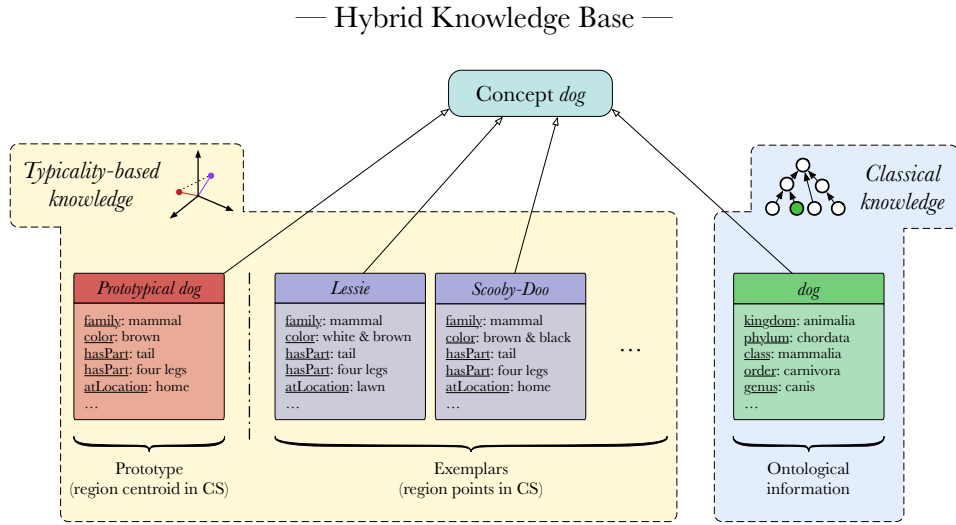 — Hybrid Knowledge Base —
Concept dog
Typicality-based
knowledge
Classical
knowledge
Prototypical dog
family: mammal
color: brown
hasPart: tail
hasPart: four legs
atLocation: home
…
Lessie
family: mammal
color: white & brown
hasPart: tail
hasPart: four legs
atLocation: lawn
…
Scooby-Doo
family: mammal
color: brown & black
hasPart: tail
hasPart: four legs
atLocation: home
…
…
dog
kingdom: animalia
phylum: chordata
class: mammalia
order: carnivora
genus: canis
…
Prototype
(region centroid in CS)
Exemplars
(region points in CS)
Ontological
information